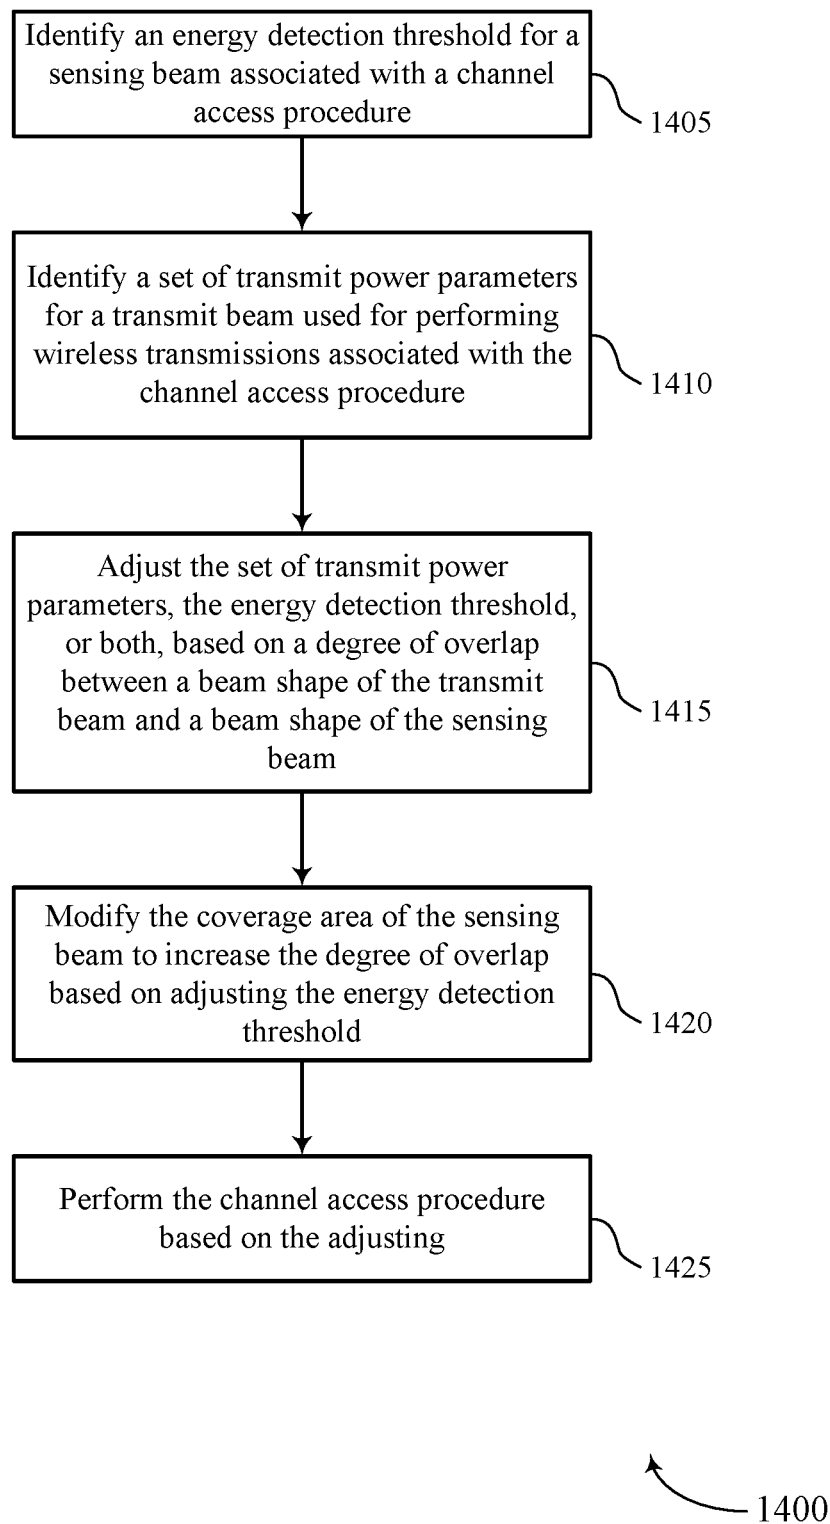 Identify an energy detection threshold for a
sensing beam associated with a channel
access procedure
1405
Identify a set of transmit power parameters
for a transmit beam used for performing
wireless transmissions associated with the
channel access procedure
1410
Adjust the set of transmit power
parameters, the energy detection threshold,
or both, based on a degree of overlap
between a beam shape of the transmit
beam and a beam shape of the sensing
beam
1415
Modify the coverage area of the sensing
beam to increase the degree of overlap
based on adjusting the energy detection
threshold
1420
Perform the channel access procedure
based on the adjusting
1425
1400